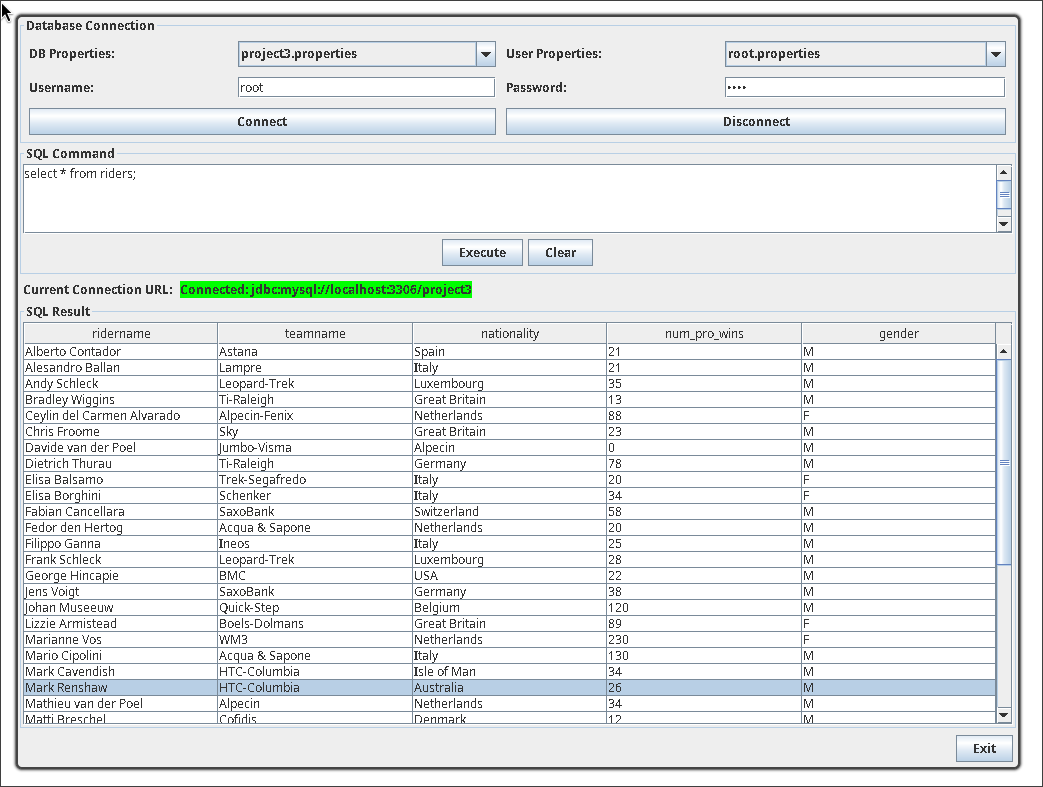 Database Connection
DB Properties: project3.properties User Properties: root.properties
Username: root Password: ••••
Connect Disconnect
SQL Command
select * from riders;
Execute Clear
Current Connection URL: Connected: jdbc:mysql://localhost:3306/project3
SQL Result
ridername teamname nationality num_pro_wins gender
Alberto Contador Astana Spain 21 M
Alesandro Ballan Lampre Italy 21 M
Andy Schleck Leopard-Trek Luxembourg 35 M
Bradley Wiggins Ti-Raleigh Great Britain 13 M
Ceylin del Carmen Alvarado Alpecin-Fenix Netherlands 88 F
Chris Froome Sky Great Britain 23 M
Davide van der Poel Jumbo-Visma Alpecin 0 M
Dietrich Thurau Ti-Raleigh Germany 78 M
Elisa Balsamo Trek-Segafredo Italy 20 F
Elisa Borghini Schenker Italy 34 F
Fabian Cancellara SaxoBank Switzerland 58 M
Fedor den Hertog Acqua & Sapone Netherlands 20 M
Filippo Ganna Ineos Italy 25 M
Frank Schleck Leopard-Trek Luxembourg 28 M
George Hincapie BMC USA 22 M
Jens Voigt SaxoBank Germany 38 M
Johan Museeuw Quick-Step Belgium 120 M
Lizzie Armistead Boels-Dolmans Great Britain 89 F
Marianne Vos WM3 Netherlands 230 F
Mario Cipolini Acqua & Sapone Italy 130 M
Mark Cavendish HTC-Columbia Isle of Man 34 M
Mark Renshaw HTC-Columbia Australia 26 M
Mathieu van der Poel Alpecin Netherlands 34 M
Matti Breschel Cofidis Denmark 12 M
Exit